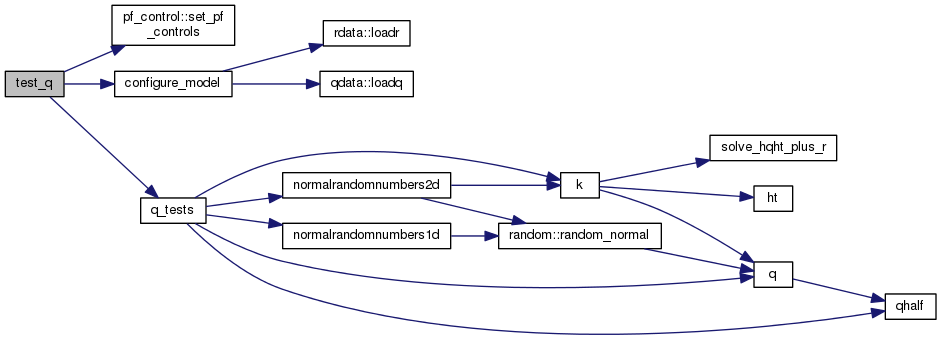 test_q
pf_control::set_pf
_controls
configure_model
rdata::loadr
qdata::loadq
q_tests
normalrandomnumbers2d
normalrandomnumbers1d
k
random::random_normal
solve_hqht_plus_r
ht
q
qhalf